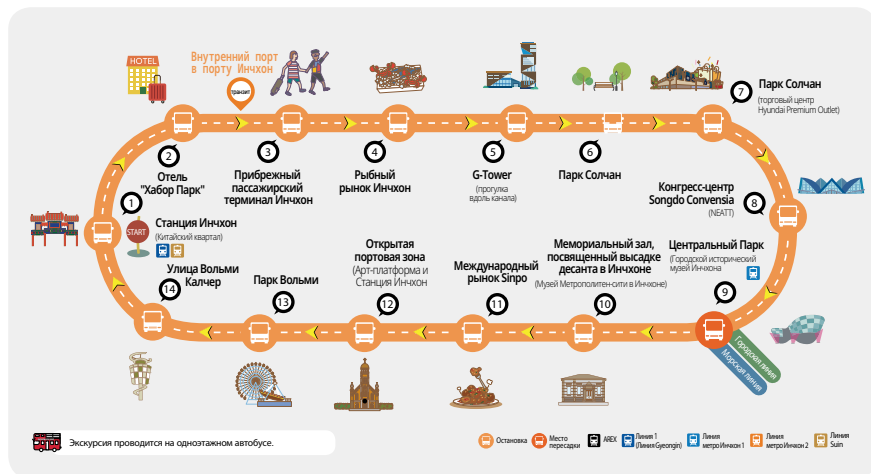 HOTEL
Внутренний порт
в порту Инчхон
транзит
7
Парк Солчан
(торговый центр
Hyundai Premium Outlet)
2
Отель
"Хабор Парк"
3
Прибрежный
пассажирский
терминал Инчхон
4
Рыбный
рынок Инчхон
5
G-Tower
(прогулка
вдоль канала)
6
Парк Солчан
Конгресс-центр
Songdo Convensia
(NEATT)
8
1
START
Станция Инчхон
(Китайский квартал)
Улица Вольми
Калчер
14
Парк Вольми
13
Открытая
портовая зона
(Арт-платформа и
Станция Инчхон
12
Международный
рынок Sinpo
11
Мемориальный зал,
посвященный высадке
десанта в Инчхоне
(Музей Метрополитен-сити в Инчхоне)
10
Центральный Парк
(Городской исторический
музей Инчхона
9
Городская линия
Морская линия
Экскурсия проводится на одноэтажном автобусе.
Остановка
Место
пересадки
AREX
Линия 1
(Линия Gyeongin)
Линия
метро Инчхон 1
Линия
метро Инчхон 2
Линия
Suin